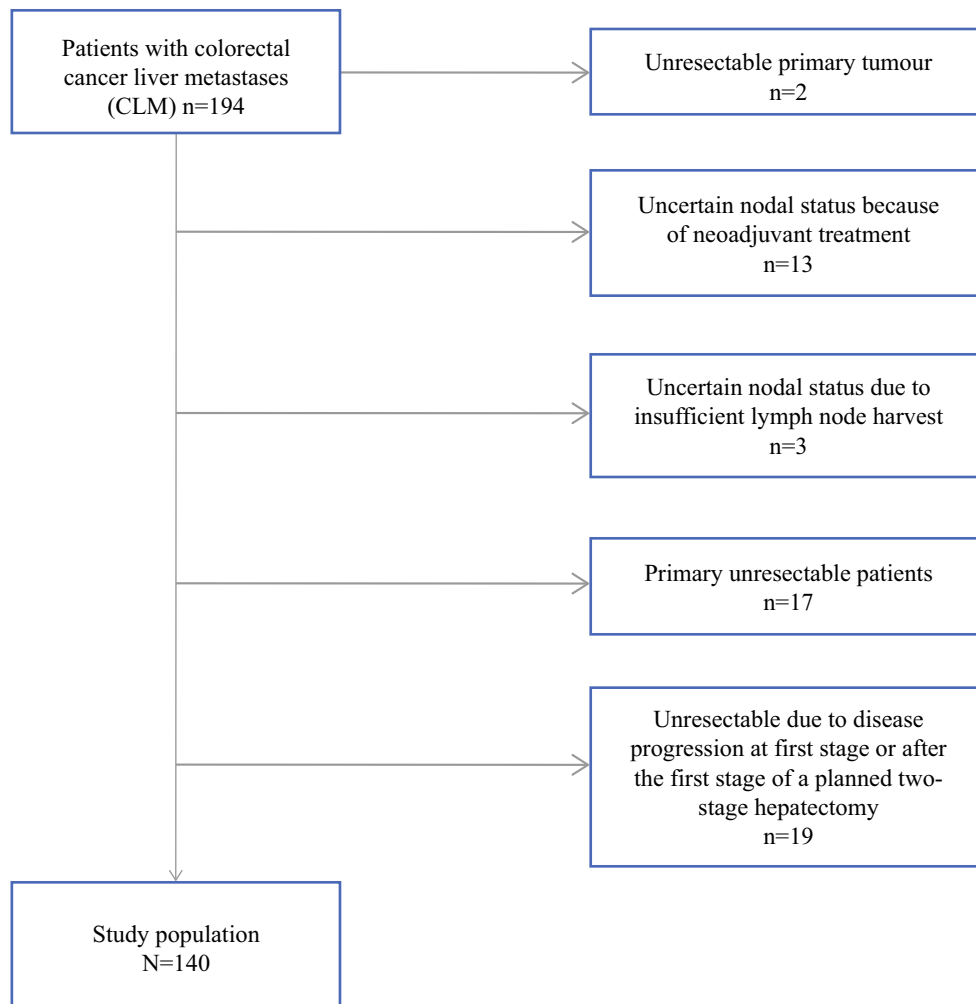 Patients with colorectal
cancer liver metastases
(CLM) n=194
Unresectable primary tumour
n=2
Uncertain nodal status because
of neoadjuvant treatment
n=13
Uncertain nodal status due to
insufficient lymph node harvest
n=3
Primary unresectable patients
n=17
Unresectable due to disease
progression at first stage or after
the first stage of a planned two-
stage hepatectomy
n=19
Study population
N=140